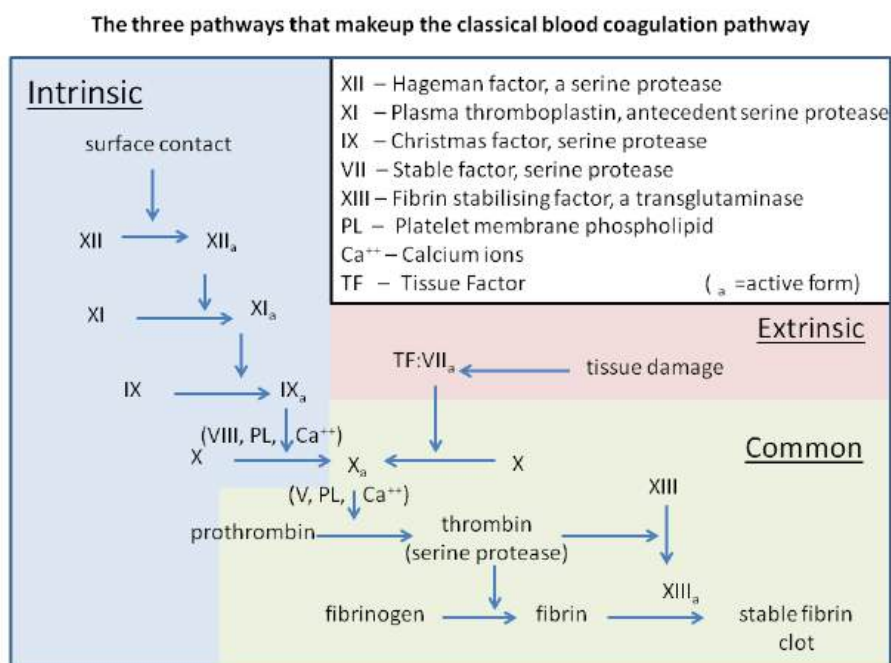 The three pathways that makeup the classical blood coagulation pathway
Intrinsic
XII – Hageman factor, a serine protease
XI – Plasma thromboplastin, antecedent serine protease
IX – Christmas factor, serine protease
VII – Stable factor, serine protease
XIII – Fibrin stabilising factor, a transglutaminase
PL – Platelet membrane phospholipid
Ca⁺⁺ – Calcium ions
TF – Tissue Factor ( ₐ =active form)
surface contact
XII XIIₐ
XI XIₐ
Extrinsic
TF:VIIₐ tissue damage
IX IXₐ
(VIII, PL, Ca⁺⁺)
Common
X Xₐ X
(V, PL, Ca⁺⁺)
XIII
prothrombin thrombin
(serine protease)
XIIIₐ
fibrinogen fibrin stable fibrin
clot